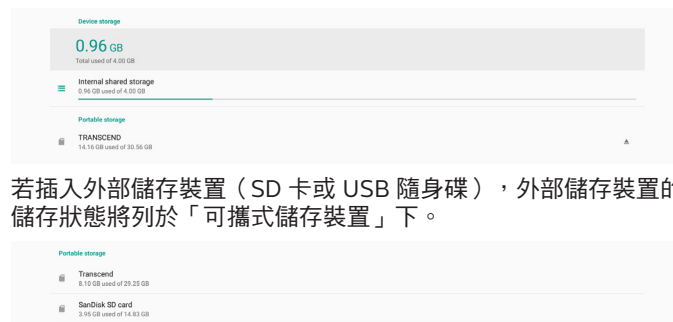 Device storage
0.96 GB
Total used of 4.00 GB
Internal shared storage
0.96 GB used of 4.00 GB
Portable storage
TRANSCEND
14.16 GB used of 30.56 GB
若插入外部儲存裝置（SD 卡或 USB 隨身碟），外部儲存裝置的
儲存狀態將列於「可攜式儲存裝置」下。
Portable storage
Transcend
8.10 GB used of 29.25 GB
SanDisk SD card
3.95 GB used of 14.83 GB